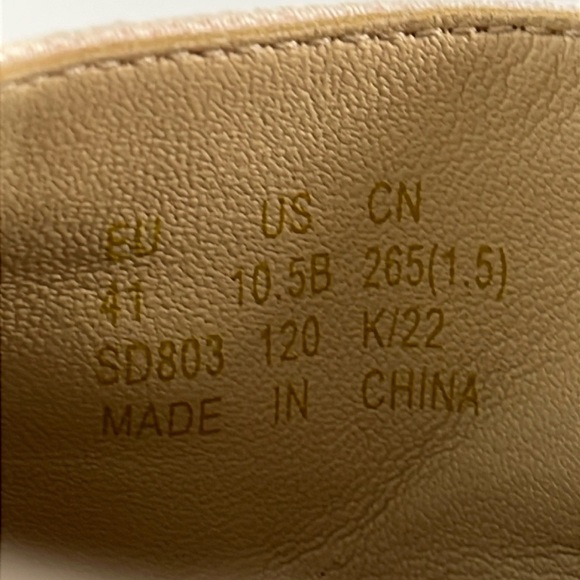 EU US CN
41 10.5B 265(1.5)
SD803 120 K/22
MADE IN CHINA